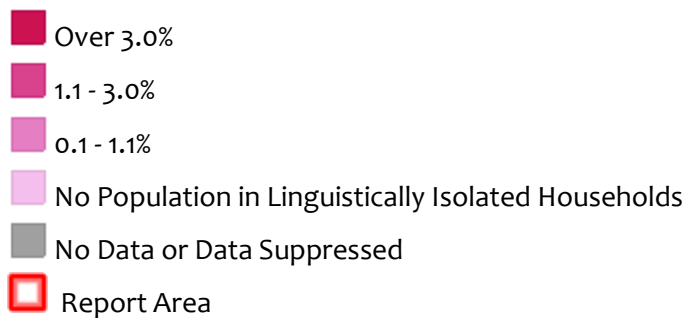 Over 3.0%
1.1 - 3.0%
0.1 - 1.1%
No Population in Linguistically Isolated Households
No Data or Data Suppressed
Report Area